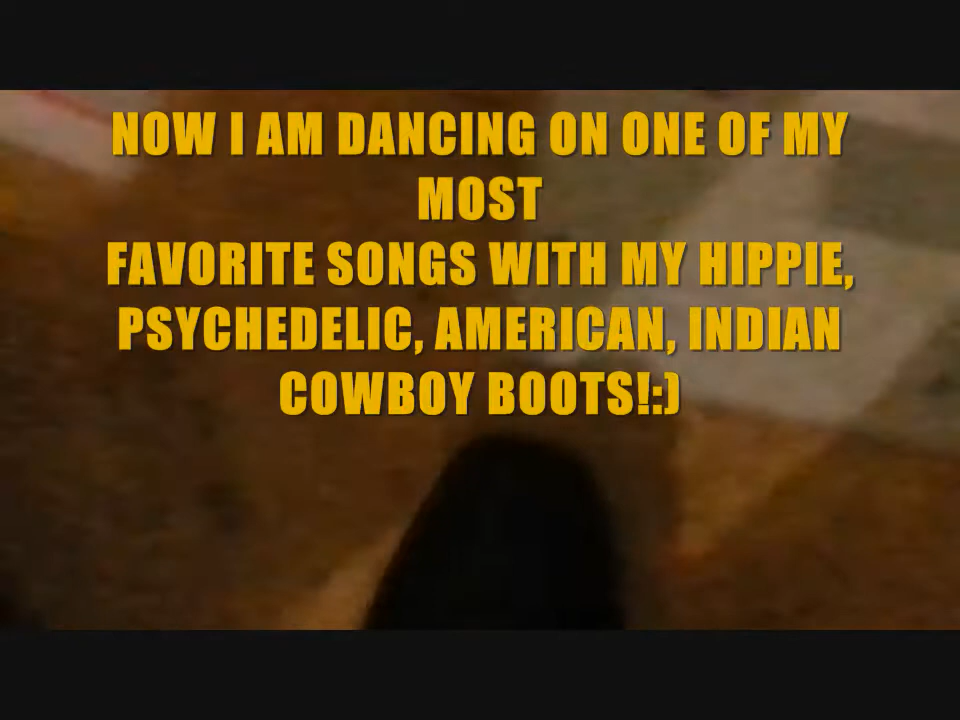 NOW I AM DANCING ON ONE OF MY
MOST
FAVORITE SONGS WITH MY HIPPIE,
PSYCHEDELIC, AMERICAN, INDIAN
COWBOY BOOTS!:)